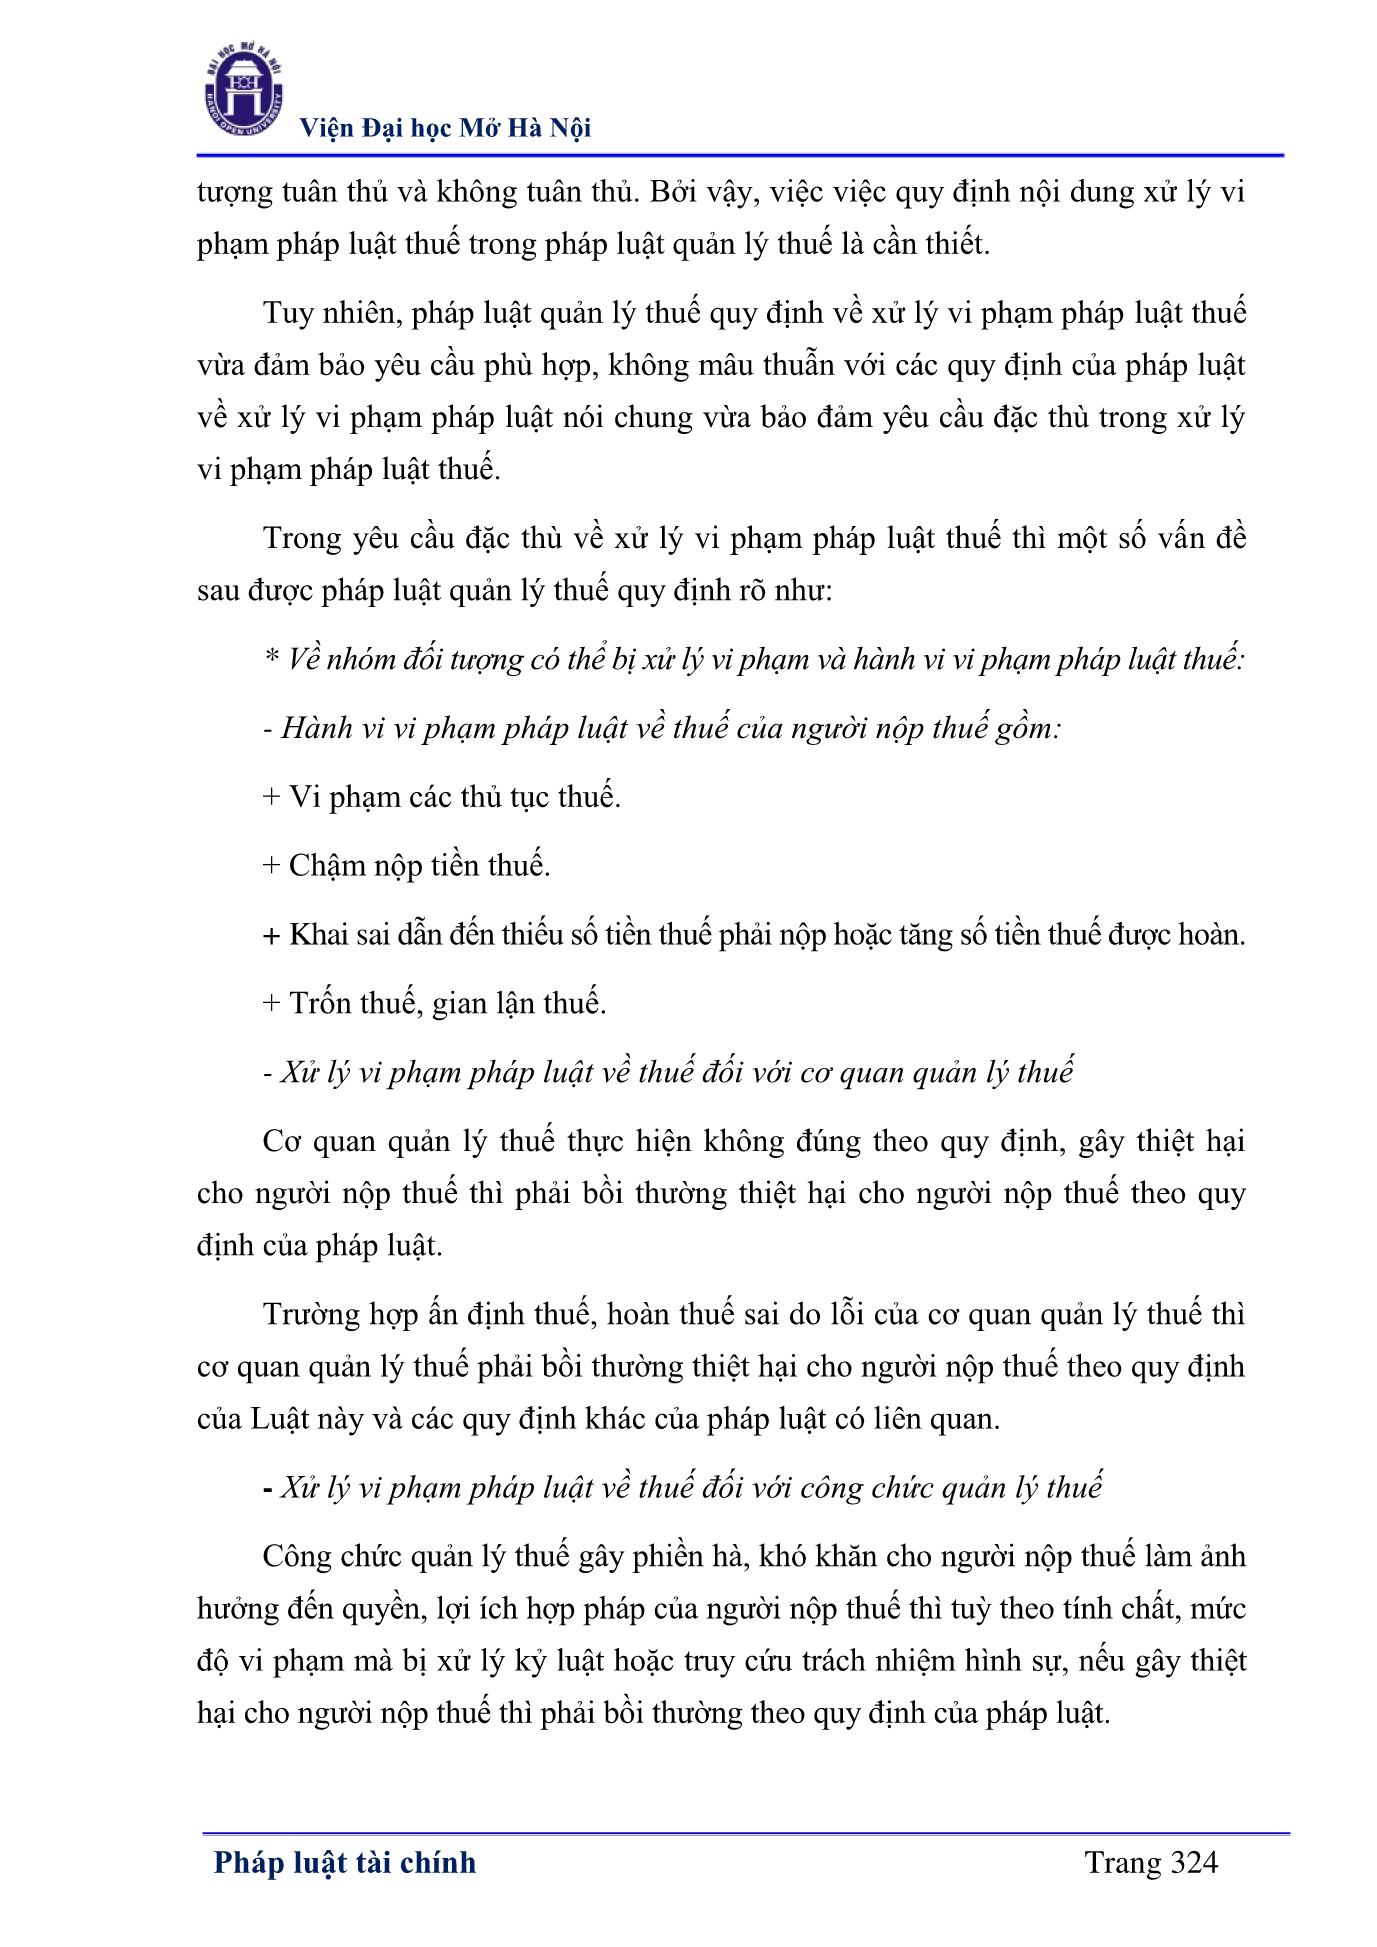 ĐẠI HỌC MỞ HÀ NỘI
HANOI OPEN UNIVERSITY
Viện Đại học Mở Hà Nội
tượng tuân thủ và không tuân thủ. Bởi vậy, việc việc quy định nội dung xử lý vi
phạm pháp luật thuế trong pháp luật quản lý thuế là cần thiết.
Tuy nhiên, pháp luật quản lý thuế quy định về xử lý vi phạm pháp luật thuế
vừa đảm bảo yêu cầu phù hợp, không mâu thuẫn với các quy định của pháp luật
về xử lý vi phạm pháp luật nói chung vừa bảo đảm yêu cầu đặc thù trong xử lý
vi phạm pháp luật thuế.
Trong yêu cầu đặc thù về xử lý vi phạm pháp luật thuế thì một số vấn đề
sau được pháp luật quản lý thuế quy định rõ như:
* Về nhóm đối tượng có thể bị xử lý vi phạm và hành vi vi phạm pháp luật thuế:
- Hành vi vi phạm pháp luật về thuế của người nộp thuế gồm:
+ Vi phạm các thủ tục thuế.
+ Chậm nộp tiền thuế.
+ Khai sai dẫn đến thiếu số tiền thuế phải nộp hoặc tăng số tiền thuế được hoàn.
+ Trốn thuế, gian lận thuế.
- Xử lý vi phạm pháp luật về thuế đối với cơ quan quản lý thuế
Cơ quan quản lý thuế thực hiện không đúng theo quy định, gây thiệt hại
cho người nộp thuế thì phải bồi thường thiệt hại cho người nộp thuế theo quy
định của pháp luật.
Trường hợp ấn định thuế, hoàn thuế sai do lỗi của cơ quan quản lý thuế thì
cơ quan quản lý thuế phải bồi thường thiệt hại cho người nộp thuế theo quy định
của Luật này và các quy định khác của pháp luật có liên quan.
- Xử lý vi phạm pháp luật về thuế đối với công chức quản lý thuế
Công chức quản lý thuế gây phiền hà, khó khăn cho người nộp thuế làm ảnh
hưởng đến quyền, lợi ích hợp pháp của người nộp thuế thì tuỳ theo tính chất, mức
độ vi phạm mà bị xử lý kỷ luật hoặc truy cứu trách nhiệm hình sự, nếu gây thiệt
hại cho người nộp thuế thì phải bồi thường theo quy định của pháp luật.
Pháp luật tài chính
Trang 324